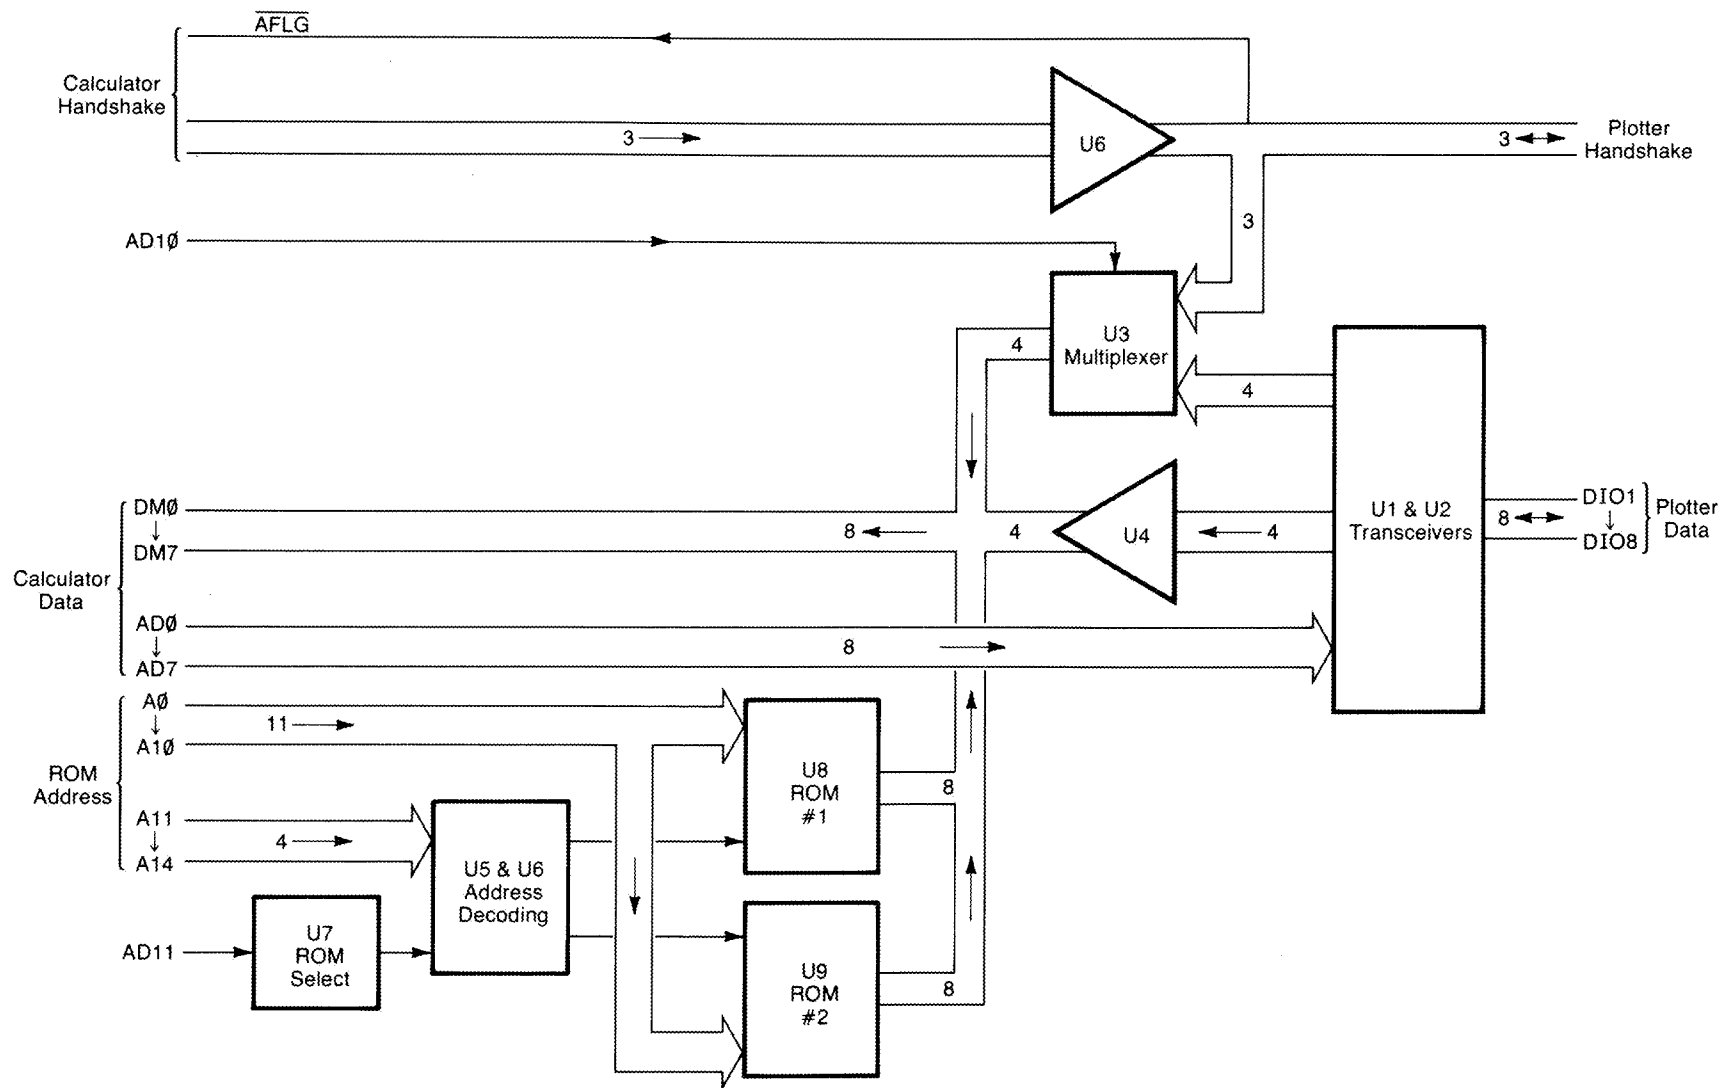 AFLG
Calculator
Handshake
3
U6
3
Plotter
Handshake
3
AD1Ø
U3
Multiplexer
4
4
DMØ
↓
DM7
8
4
U4
4
U1 & U2
Transceivers
8
DIO1
↓
DIO8
Plotter
Data
Calculator
Data
ADØ
↓
AD7
8
ROM
Address
AØ
↓
A1Ø
11
A11
↓
A14
4
U5 & U6
Address
Decoding
U8
ROM
#1
8
AD11
U7
ROM
Select
U9
ROM
#2
8